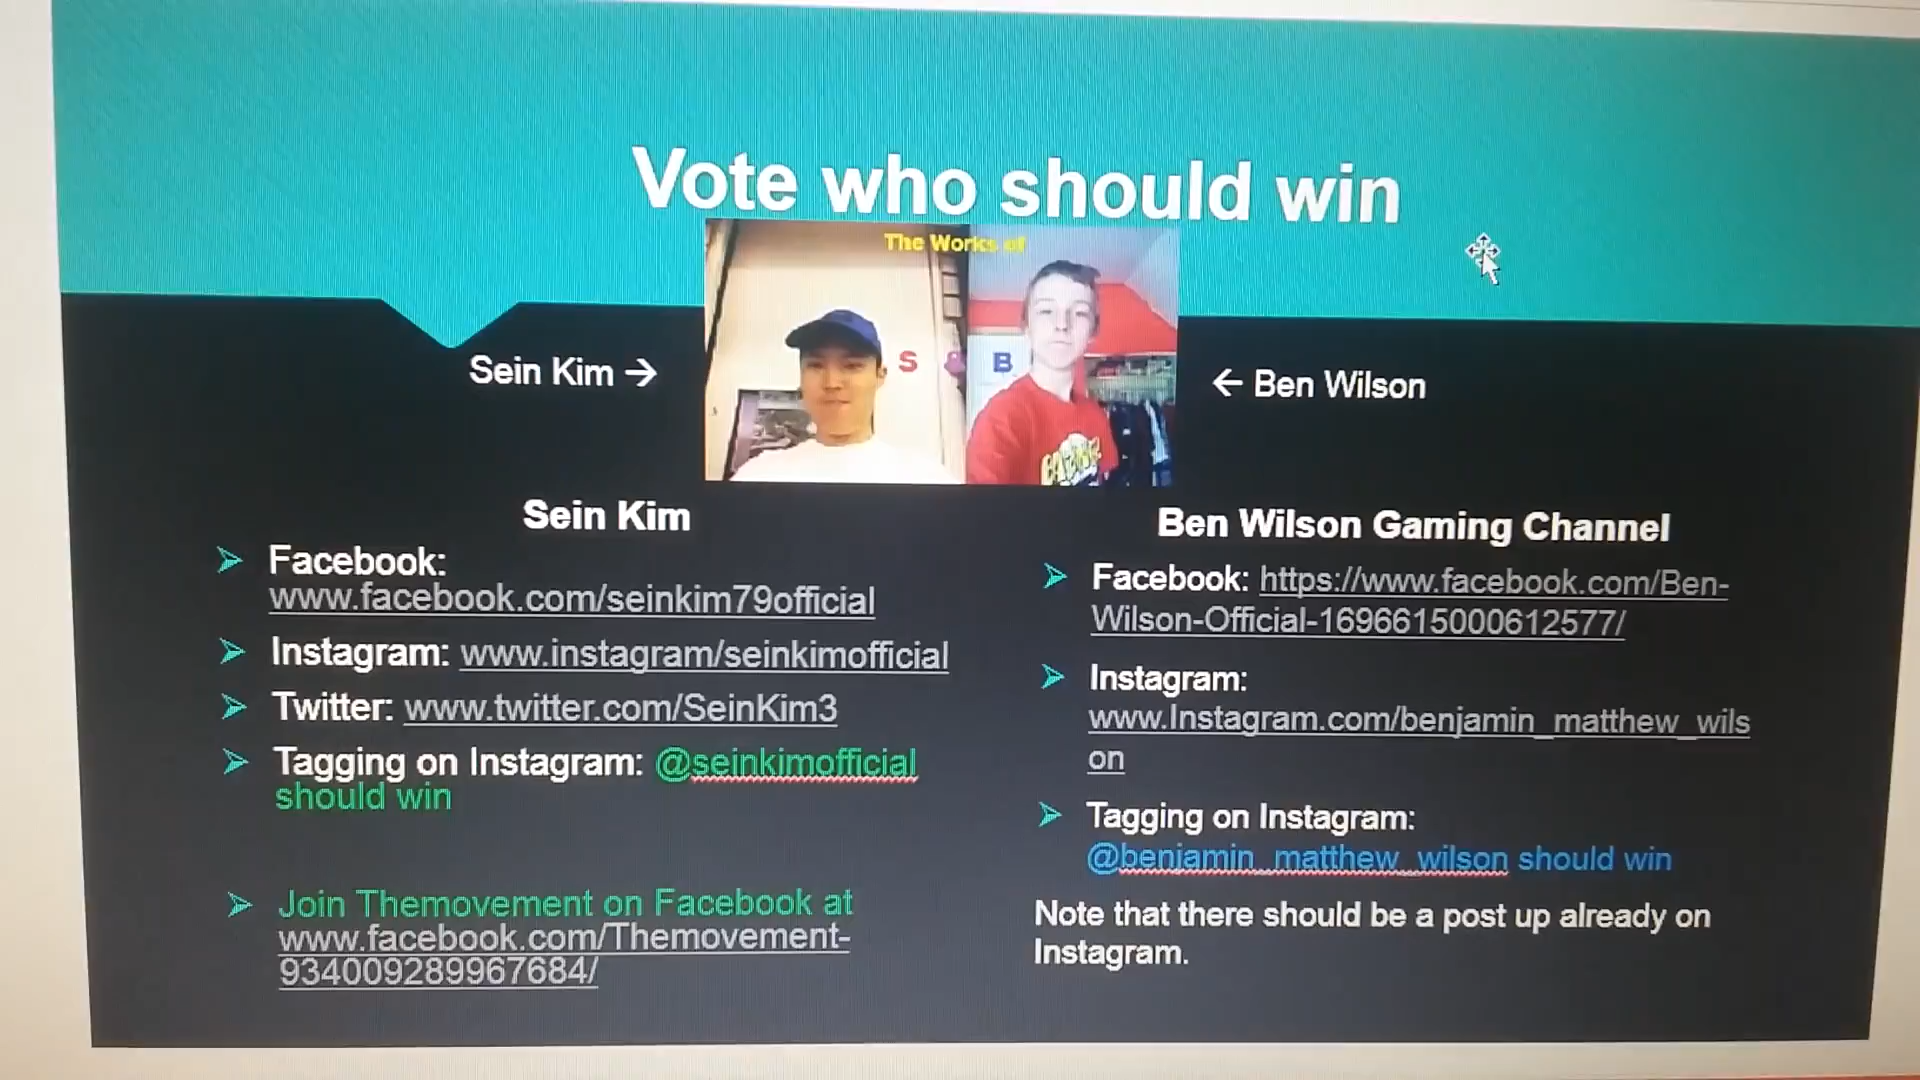 Vote who should win
The Works of
S & B
Sein Kim →
← Ben Wilson
Sein Kim
Facebook:
www.facebook.com/seinkim79official
Instagram: www.instagram/seinkimofficial
Twitter: www.twitter.com/SeinKim3
Tagging on Instagram: @seinkimofficial
should win
Join Themovement on Facebook at
www.facebook.com/Themovement-
934009289967684/
Ben Wilson Gaming Channel
Facebook: https://www.facebook.com/Ben-
Wilson-Official-1696615000612577/
Instagram:
www.Instagram.com/benjamin_matthew_wils
on
Tagging on Instagram:
@benjamin_matthew_wilson should win
Note that there should be a post up already on
Instagram.